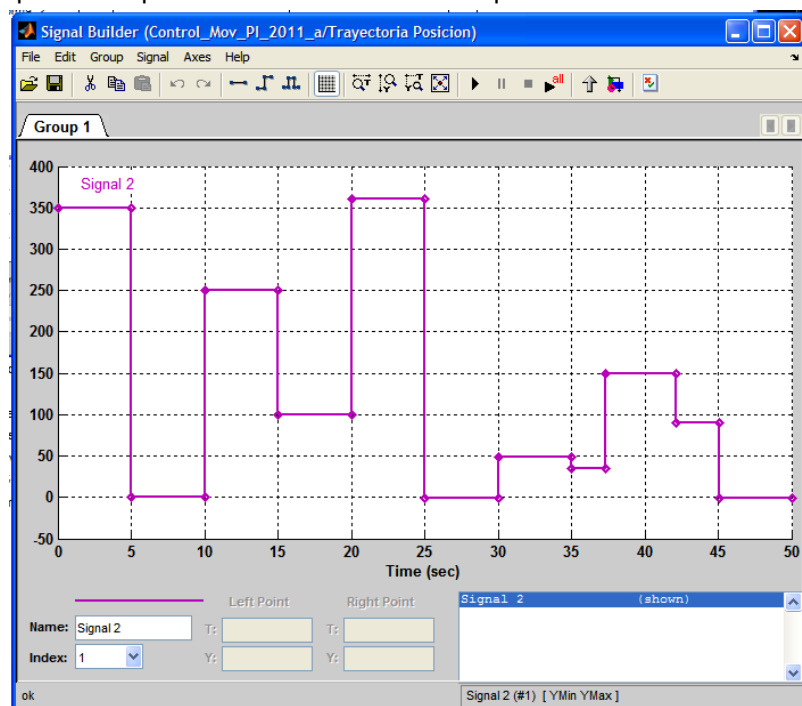 Signal Builder (Control_Mov_PI_2011_a/Trayectoria Posicion)
File Edit Group Signal Axes Help
all
Group 1
Signal 2
400
350
300
250
200
150
100
50
0
-50
0 5 10 15 20 25 30 35 40 45 50
Time (sec)
Left Point Right Point
Name: Signal 2 T: T:
Index: 1 Y: Y:
Signal 2 (shown)
ok Signal 2 (#1) [ YMin YMax ]